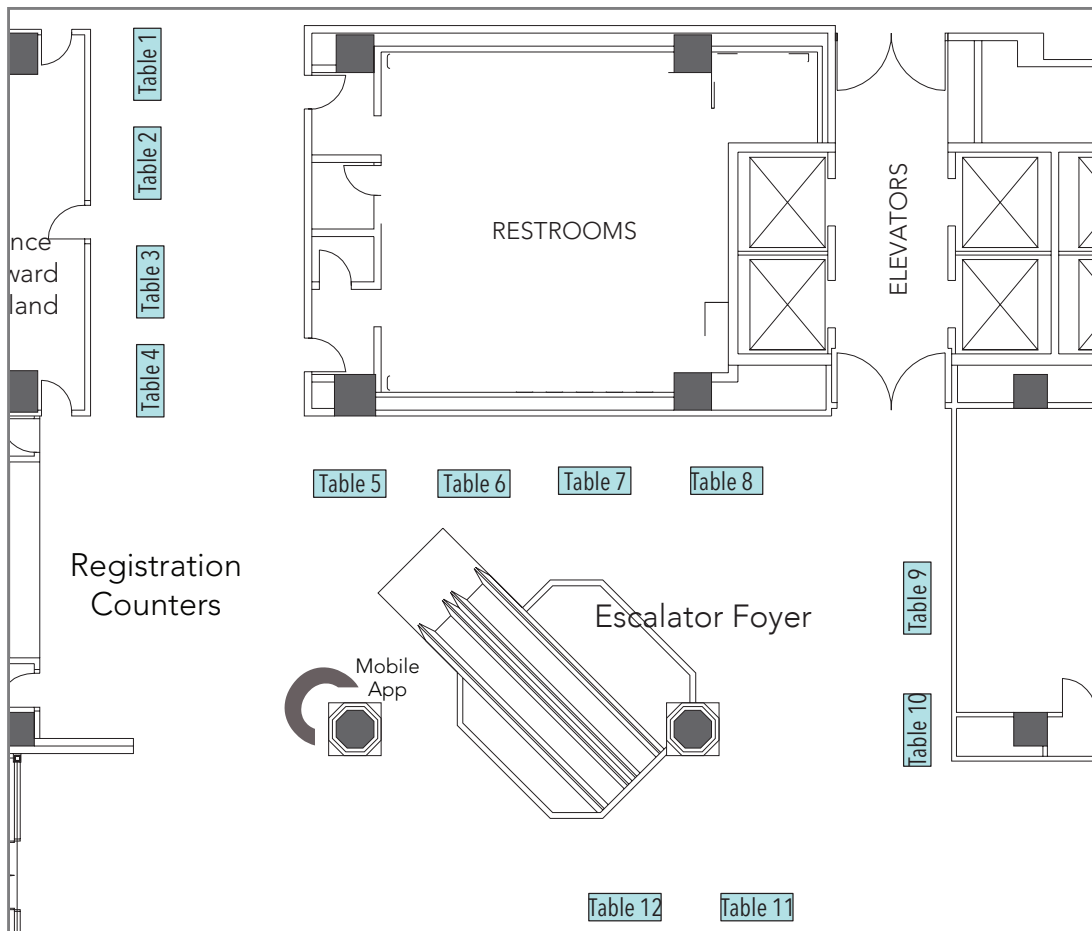 Table 1
Table 2
Table 3
Table 4
nce
ward
land
RESTROOMS
ELEVATORS
Table 5
Table 6
Table 7
Table 8
Registration
Counters
Escalator Foyer
Mobile
App
Table 9
Table 10
Table 12
Table 11